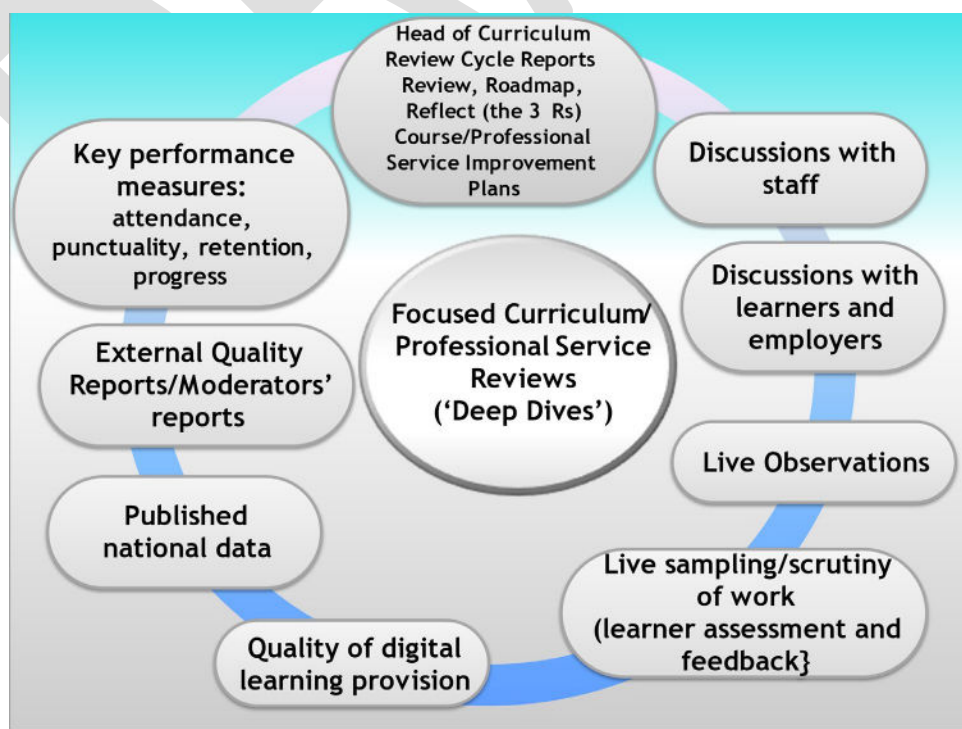 Head of Curriculum
Review Cycle Reports
Review, Roadmap,
Reflect (the 3 Rs)
Course/Professional
Service Improvement
Plans
Discussions with
staff
Discussions with
learners and
employers
Live Observations
Live sampling/scrutiny
of work
(learner assessment and
feedback}
Quality of digital
learning provision
Published
national data
External Quality
Reports/Moderators’
reports
Key performance
measures:
attendance,
punctuality, retention,
progress
Focused Curriculum/
Professional Service
Reviews
(‘Deep Dives’)